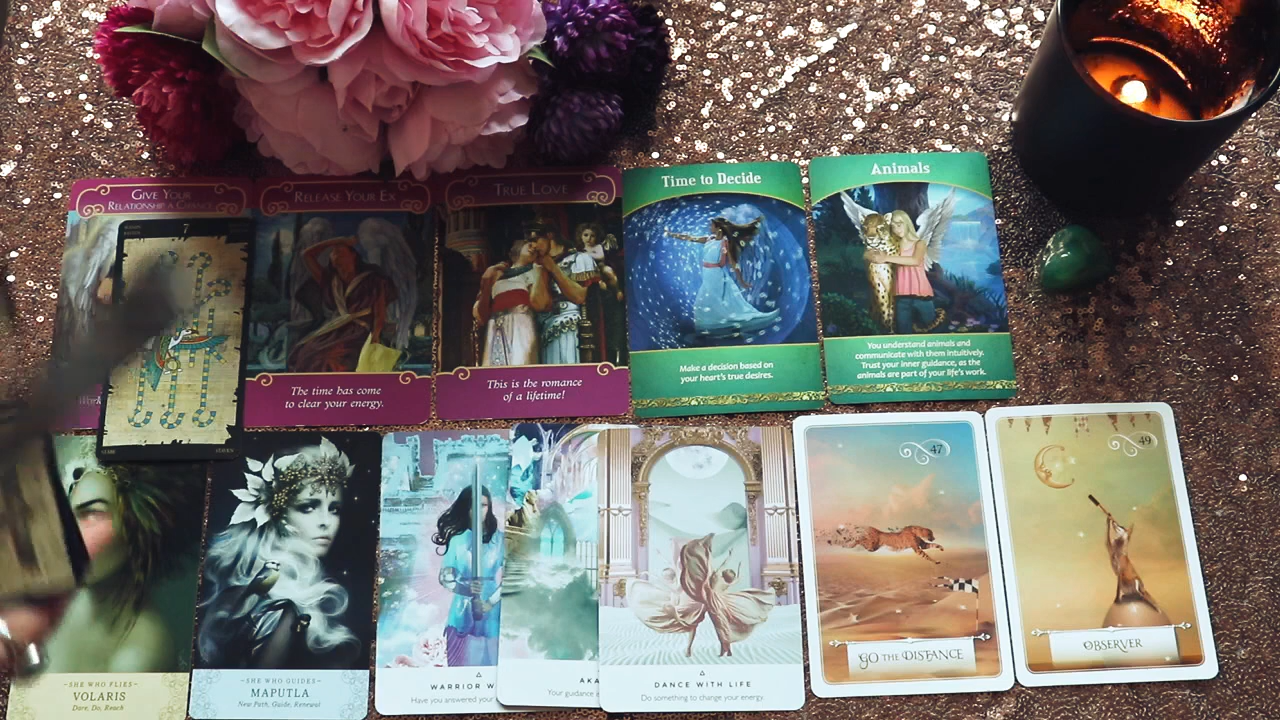 GIVE YOUR
RELATIONSHIP A CHANCE
7
RELEASE YOUR EX
The time has come
to clear your energy.
TRUE LOVE
This is the romance
of a lifetime!
Time to Decide
Make a decision based on
your heart's true desires.
Animals
You understand animals and
communicate with them intuitively.
Trust your inner guidance, as the
animals are part of your life's work.
~SHE WHO FLIES~
VOLARIS
Dare, Do, Reach
~SHE WHO GUIDES~
MAPUTLA
New Path, Guide, Renewal
WARRIOR W
Have you answered your
AKA
Your guidance i
DANCE WITH LIFE
Do something to change your energy.
47
GO THE DISTANCE
49
OBSERVER